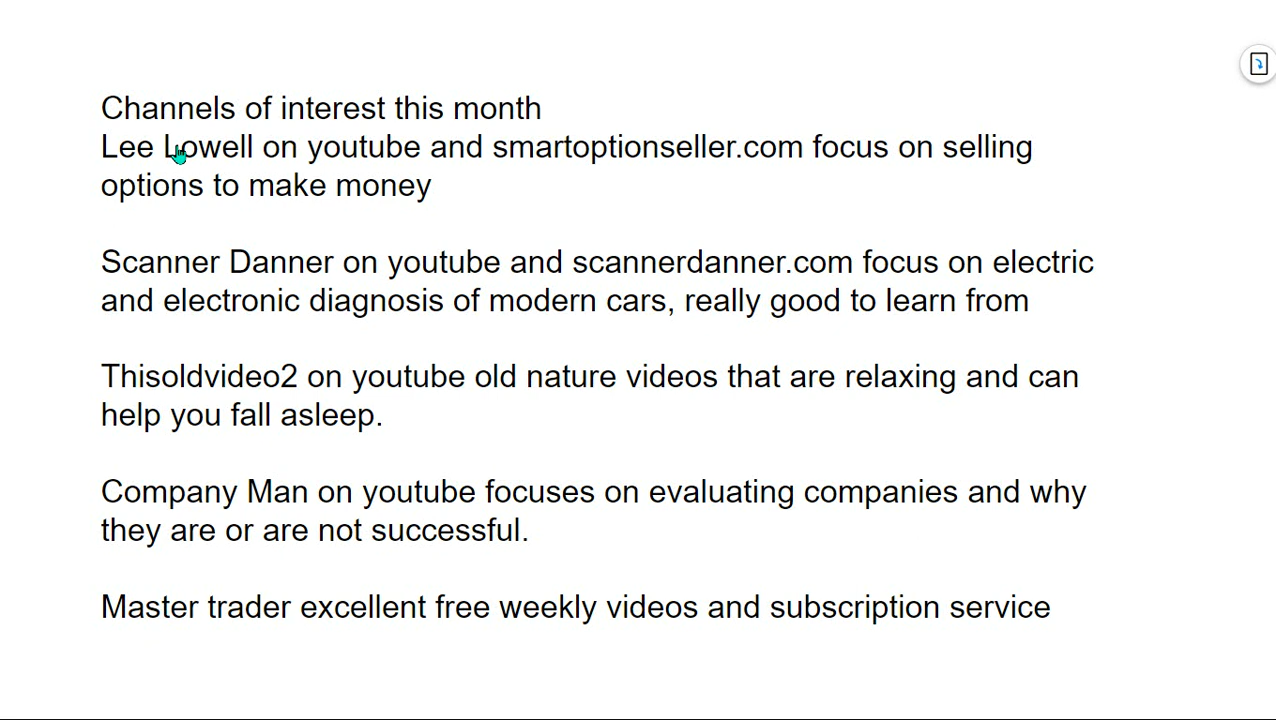 Channels of interest this month
Lee Lowell on youtube and smartoptionseller.com focus on selling
options to make money
Scanner Danner on youtube and scannerdanner.com focus on electric
and electronic diagnosis of modern cars, really good to learn from
Thisoldvideo2 on youtube old nature videos that are relaxing and can
help you fall asleep.
Company Man on youtube focuses on evaluating companies and why
they are or are not successful.
Master trader excellent free weekly videos and subscription service